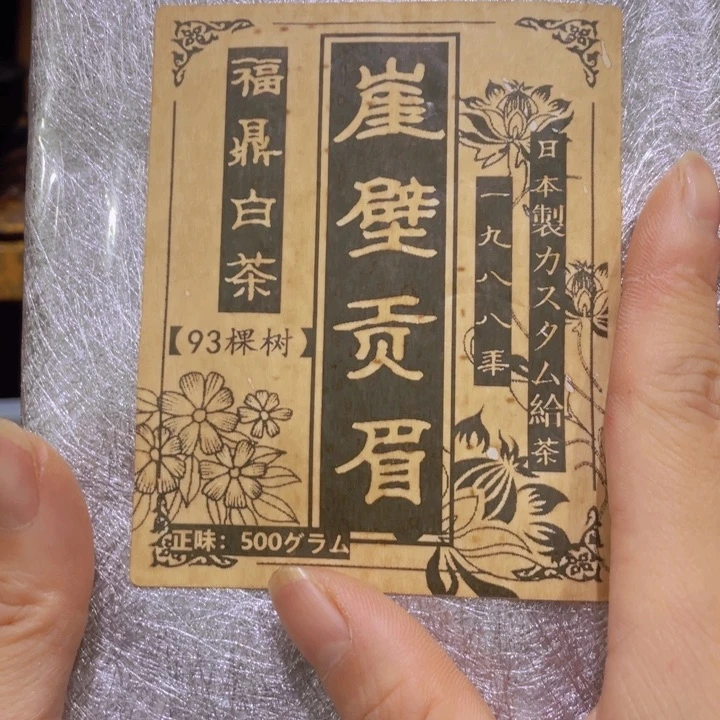 日本製カスタム給茶
一九八八年
崖壁贡眉
福鼎白茶
【93棵树】
正味：500グラム